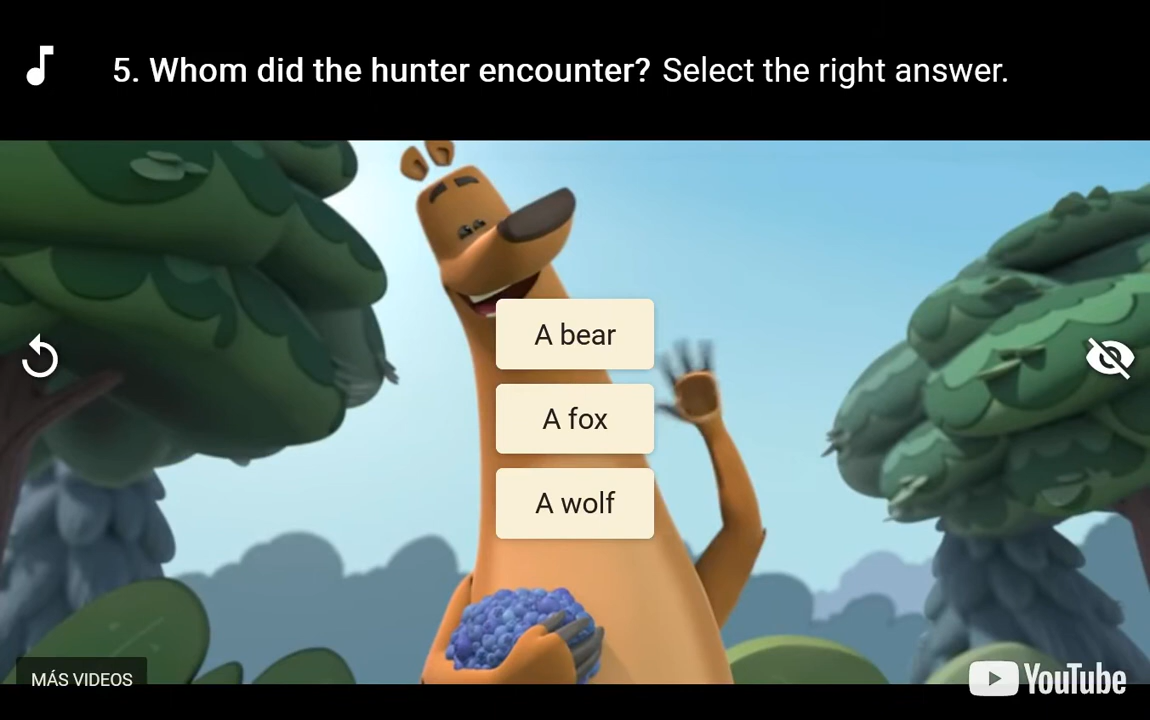 5. Whom did the hunter encounter? Select the right answer.
A bear
A fox
A wolf
MÁS VIDEOS
YouTube